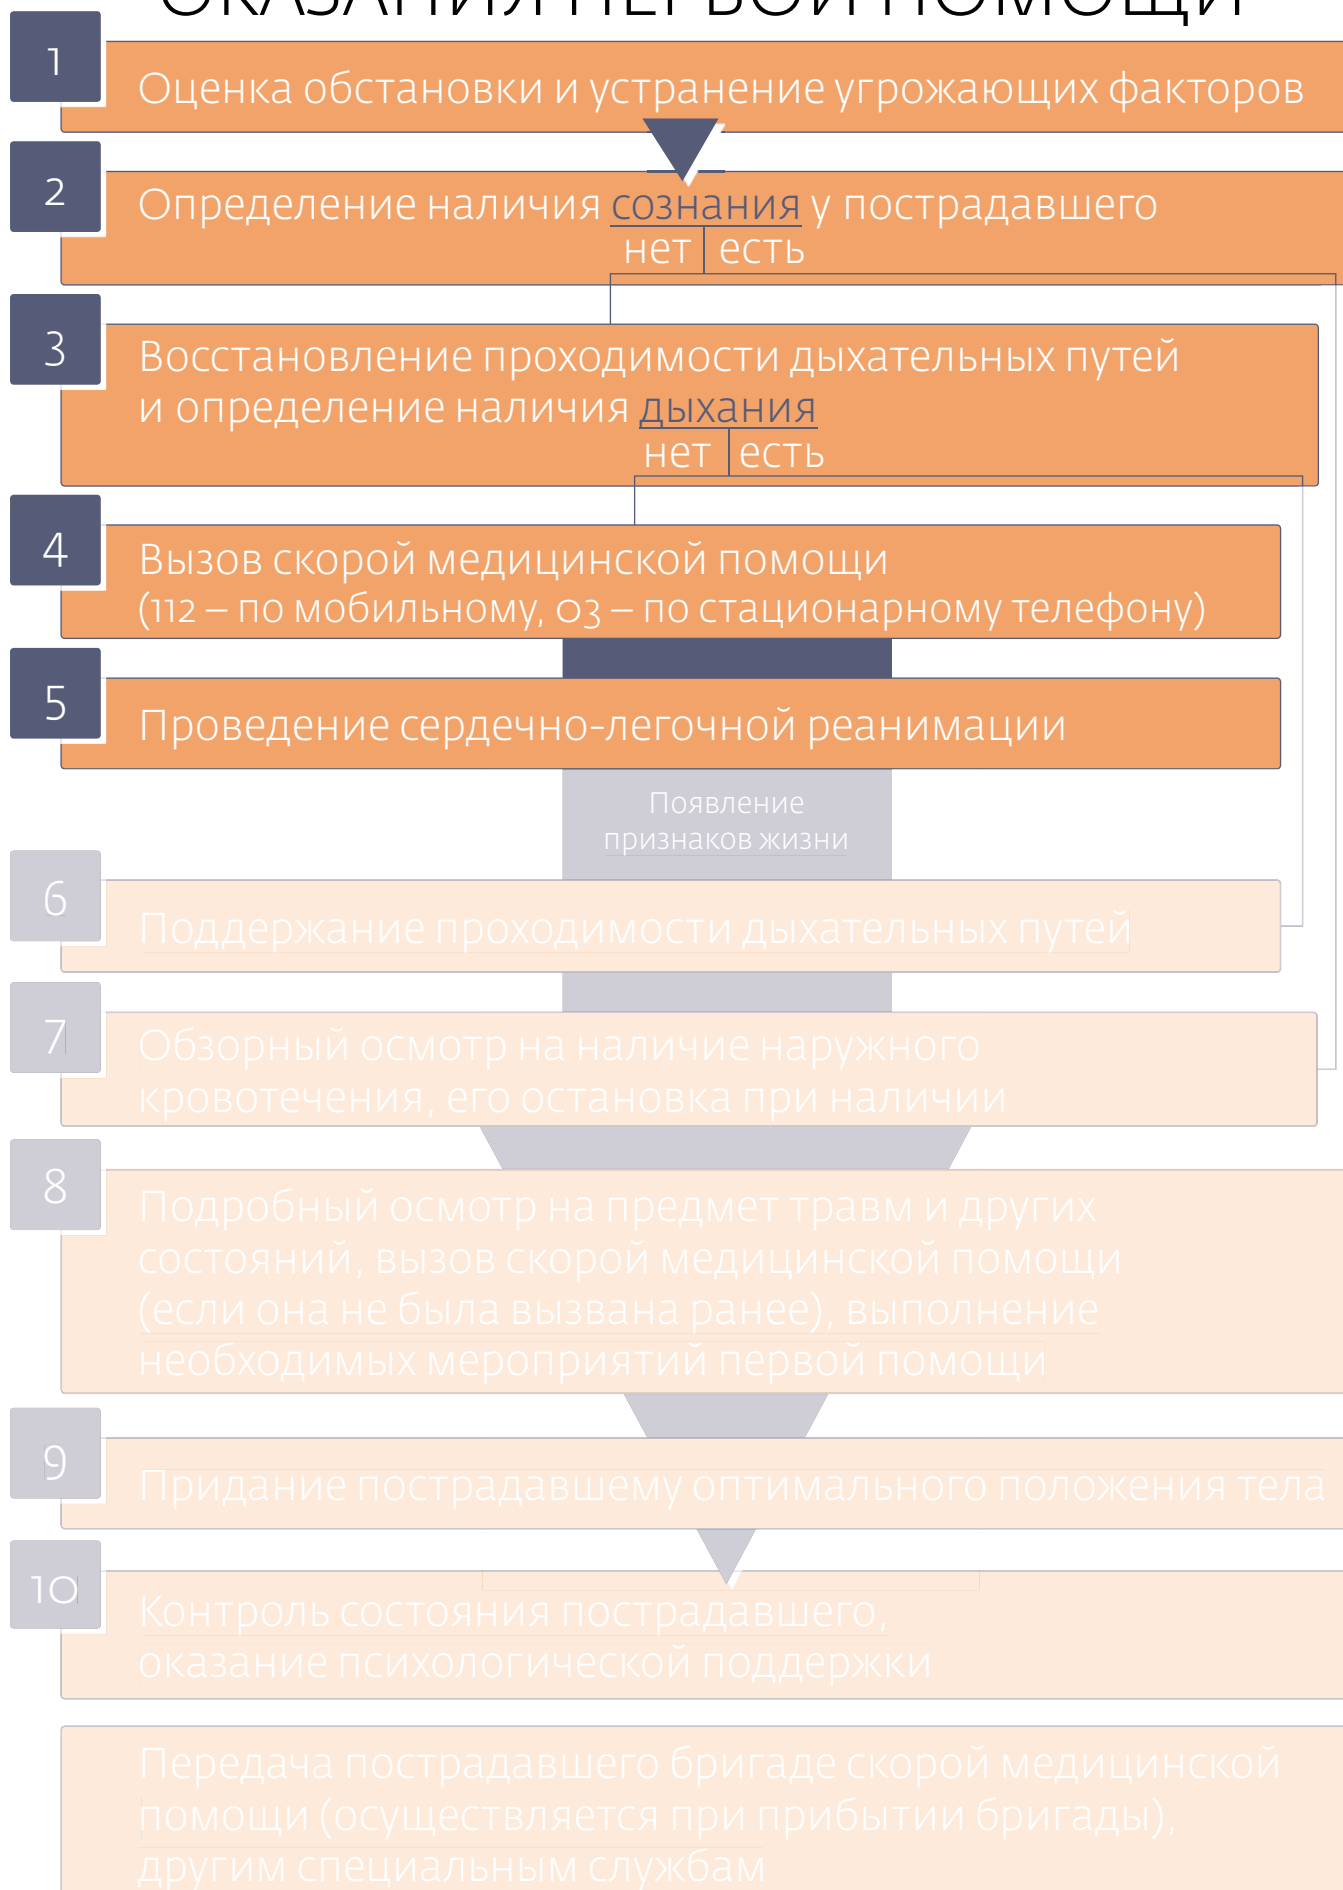 ОКАЗАНИЯ ПЕРВОЙ ПОМОЩИ
1
Оценка обстановки и устранение угрожающих факторов
2
Определение наличия сознания у пострадавшего
нет есть
3
Восстановление проходимости дыхательных путей
и определение наличия дыхания
нет есть
4
Вызов скорой медицинской помощи
(112 – по мобильному, 03 – по стационарному телефону)
5
Проведение сердечно-легочной реанимации
Появление
признаков жизни
6
Поддержание проходимости дыхательных путей
7
Обзорный осмотр на наличие наружного
кровотечения, его остановка при наличии
8
Подробный осмотр на предмет травм и других
состояний, вызов скорой медицинской помощи
(если она не была вызвана ранее), выполнение
необходимых мероприятий первой помощи
9
Придание пострадавшему оптимального положения тела
10
Контроль состояния пострадавшего,
оказание психологической поддержки
Передача пострадавшего бригаде скорой медицинской
помощи (осуществляется при прибытии бригады),
другим специальным службам